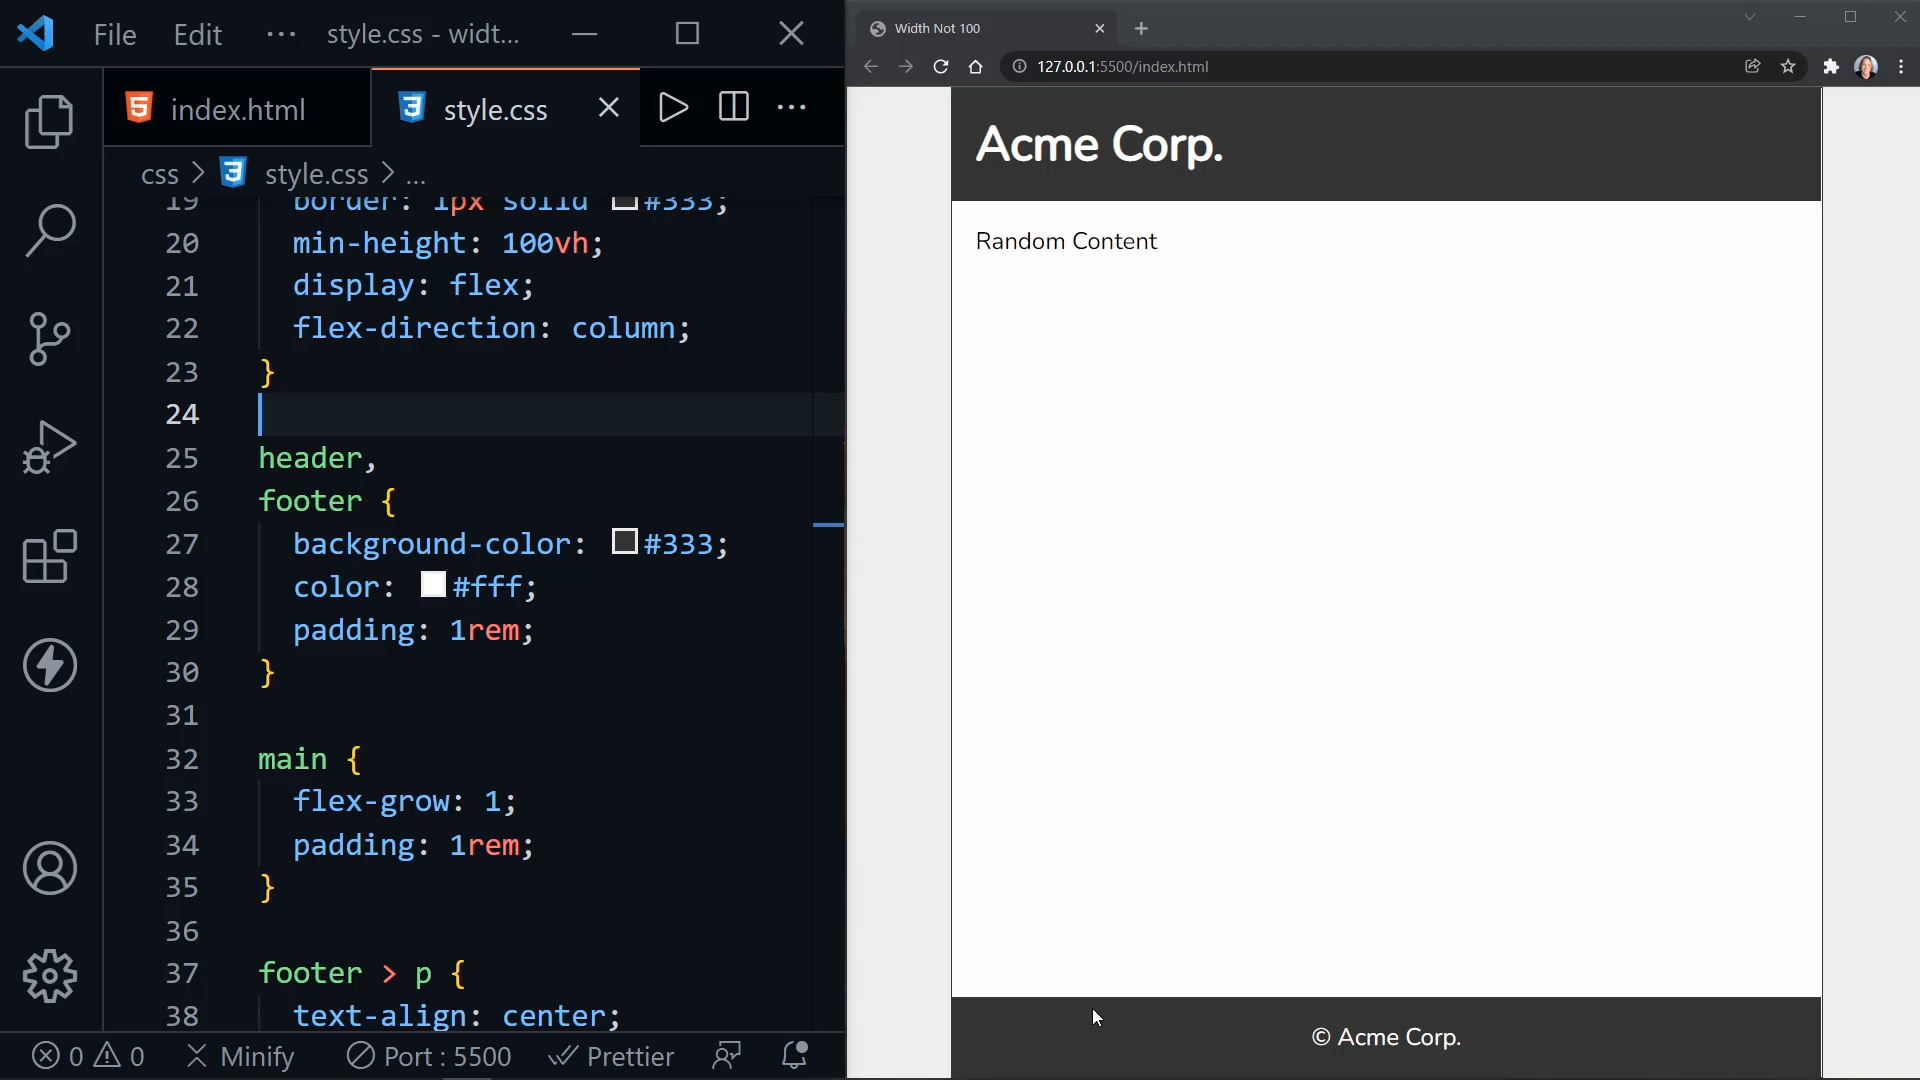 File Edit ··· style.css - widt...
index.html style.css
css > style.css > ...
19 border: 1px solid #333;
20 min-height: 100vh;
21 display: flex;
22 flex-direction: column;
23 }
24
25 header,
26 footer {
27 background-color: #333;
28 color: #fff;
29 padding: 1rem;
30 }
31
32 main {
33 flex-grow: 1;
34 padding: 1rem;
35 }
36
37 footer > p {
38 text-align: center;
0 0 Minify Port : 5500 Prettier
Width Not 100
127.0.0.1:5500/index.html
Acme Corp.
Random Content
© Acme Corp.